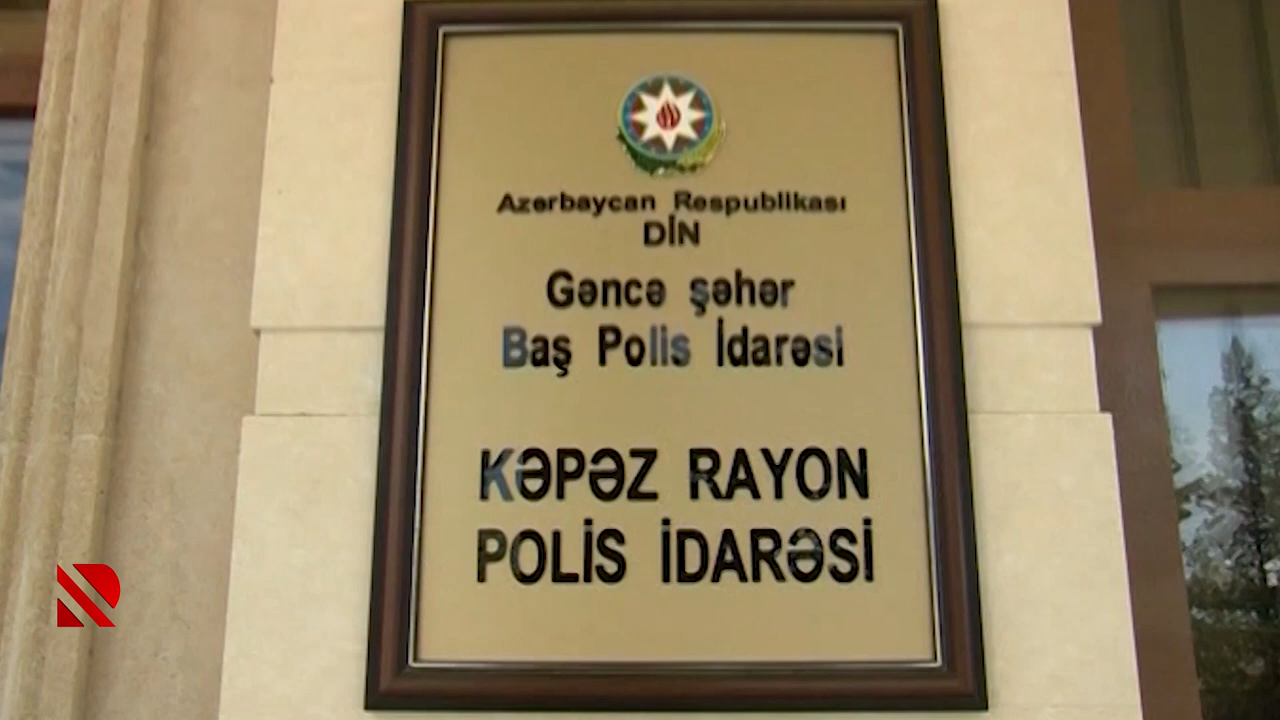 Azərbaycan Respublikası
DİN
Gəncə şəhər
Baş Polis İdarəsi
KƏPƏZ RAYON
POLİS İDARƏSİ